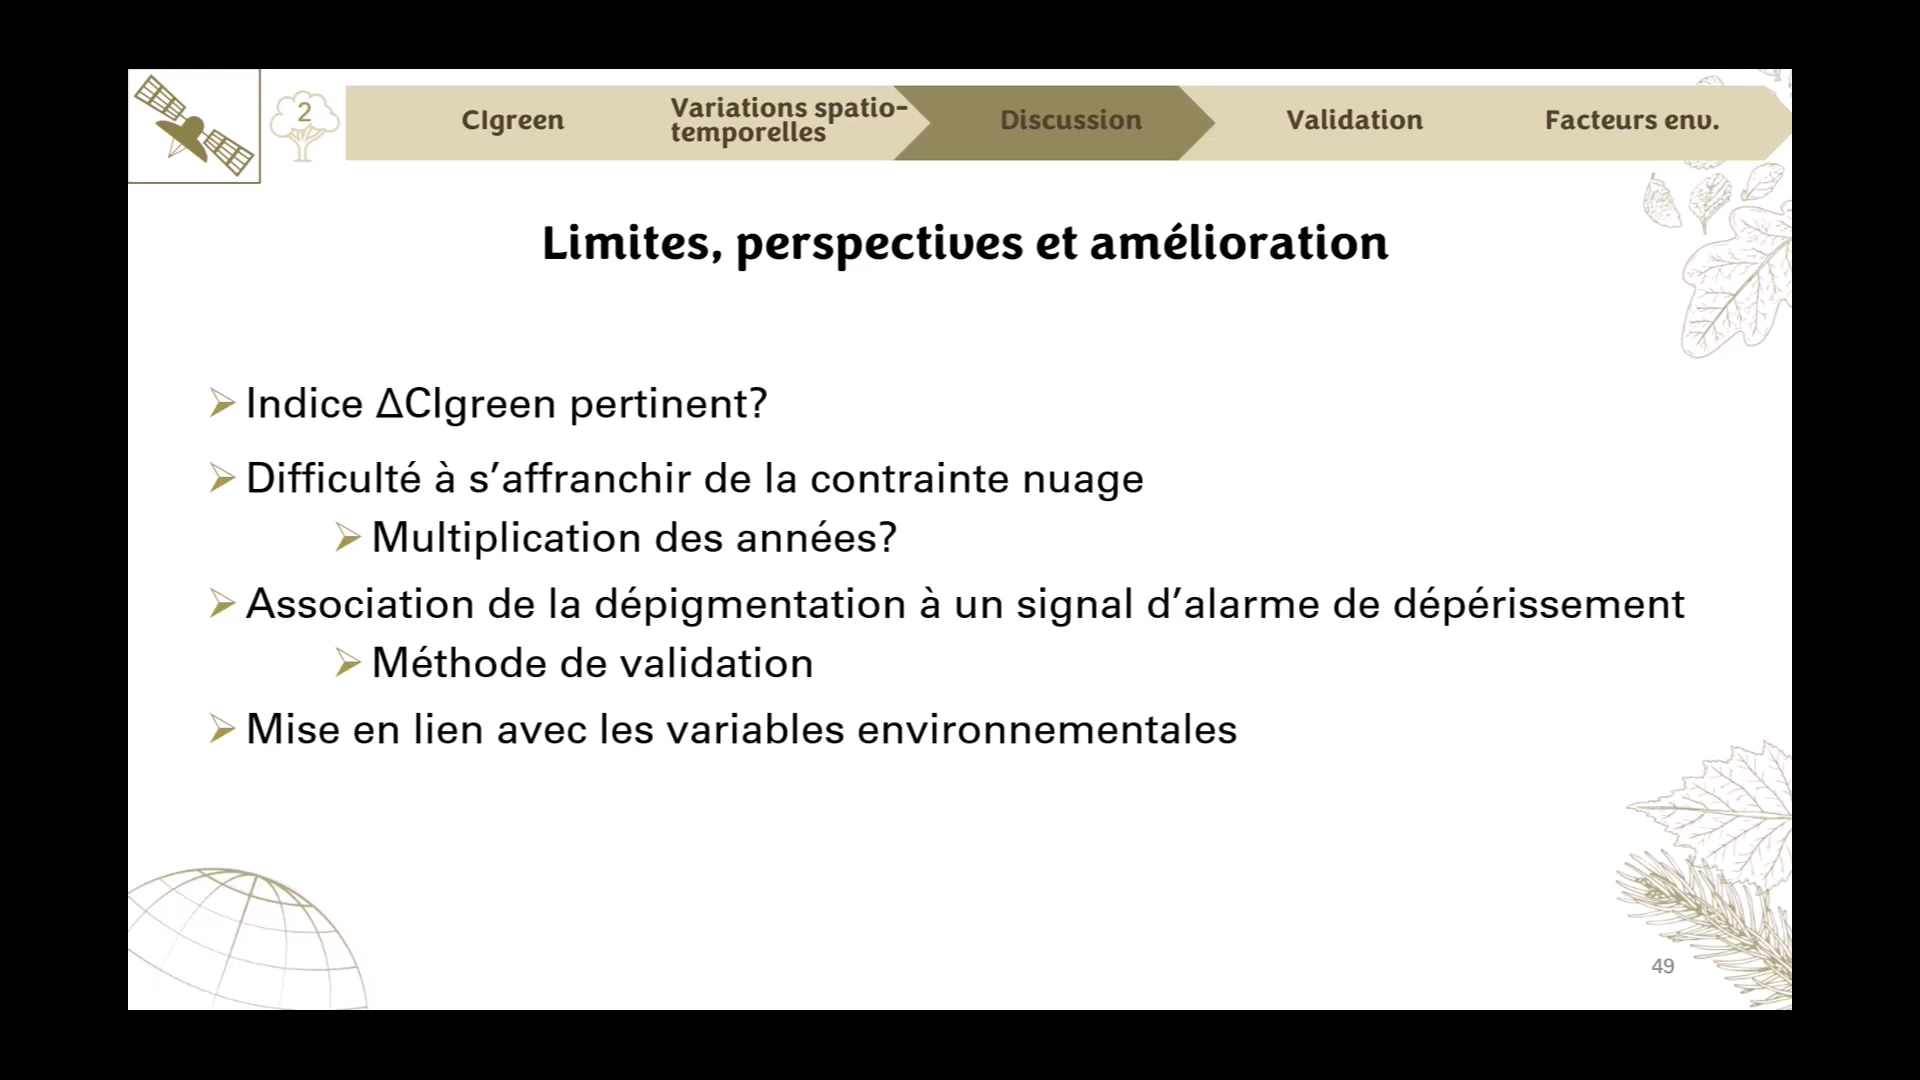 2
CIgreen
Variations spatio-
temporelles
Discussion
Validation
Facteurs env.
Limites, perspectives et amélioration
Indice ΔCIgreen pertinent?
Difficulté à s’affranchir de la contrainte nuage
Multiplication des années?
Association de la dépigmentation à un signal d’alarme de dépérissement
Méthode de validation
Mise en lien avec les variables environnementales
49